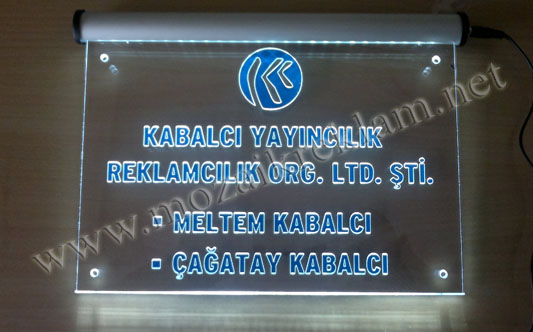 KABALCI YAYINCILIK
REKLAMCILIK ORG. LTD. ŞTİ.
▪ MELTEM KABALCI
▪ ÇAĞATAY KABALCI
www.mozaikreklam.net